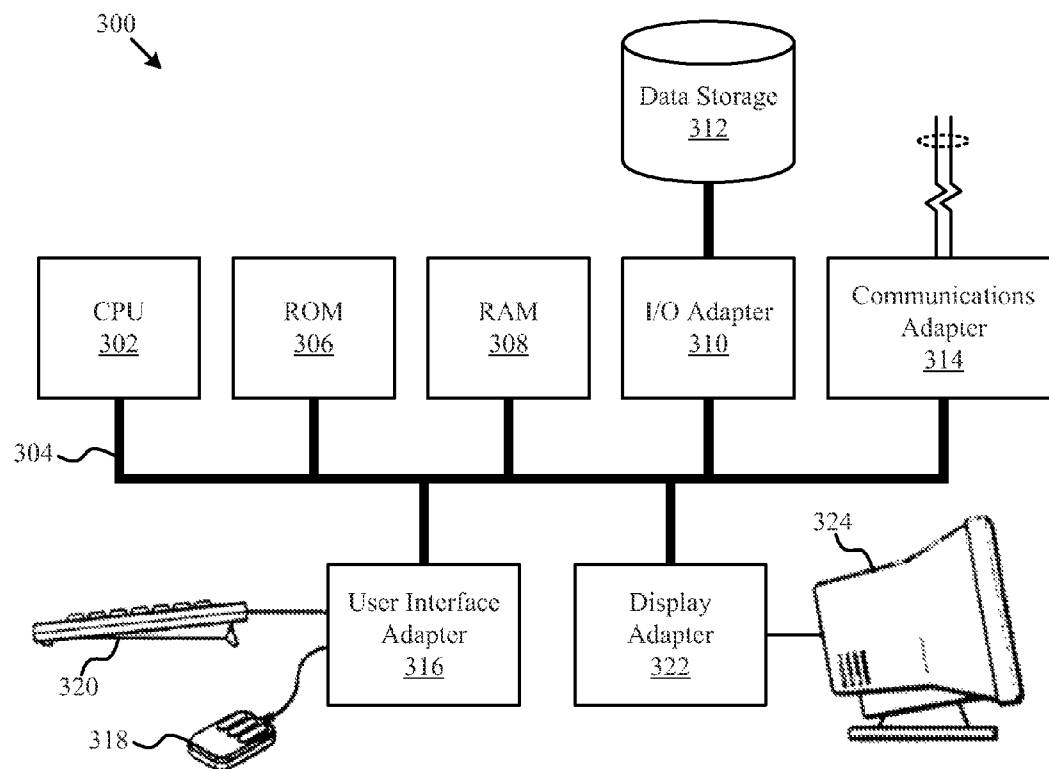 300
Data Storage
312
CPU
302
ROM
306
RAM
308
I/O Adapter
310
Communications
Adapter
314
304
324
User Interface
Adapter
316
Display
Adapter
322
320
318